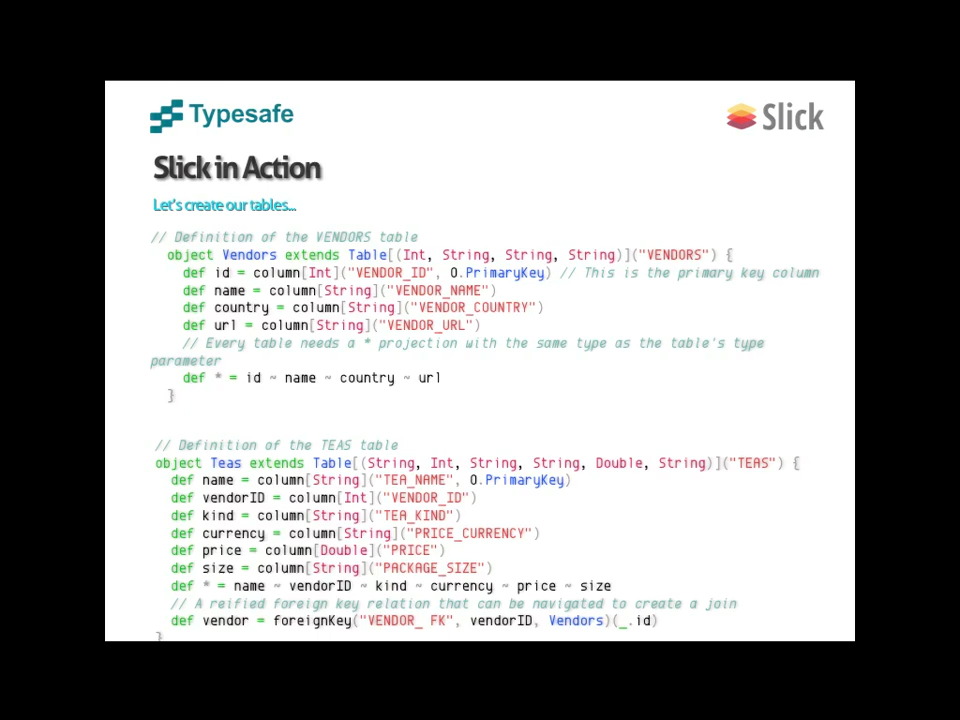 Typesafe
Slick
Slick in Action
Let's create our tables...
// Definition of the VENDORS table
object Vendors extends Table[(Int, String, String, String)]("VENDORS") {
def id = column[Int]("VENDOR_ID", O.PrimaryKey) // This is the primary key column
def name = column[String]("VENDOR_NAME")
def country = column[String]("VENDOR_COUNTRY")
def url = column[String]("VENDOR_URL")
// Every table needs a * projection with the same type as the table's type
parameter
def * = id ~ name ~ country ~ url
}
// Definition of the TEAS table
object Teas extends Table[(String, Int, String, String, Double, String)]("TEAS") {
def name = column[String]("TEA_NAME", O.PrimaryKey)
def vendorID = column[Int]("VENDOR_ID")
def kind = column[String]("TEA_KIND")
def currency = column[String]("PRICE_CURRENCY")
def price = column[Double]("PRICE")
def size = column[String]("PACKAGE_SIZE")
def * = name ~ vendorID ~ kind ~ currency ~ price ~ size
// A reified foreign key relation that can be navigated to create a join
def vendor = foreignKey("VENDOR_ FK", vendorID, Vendors)(_.id)
}